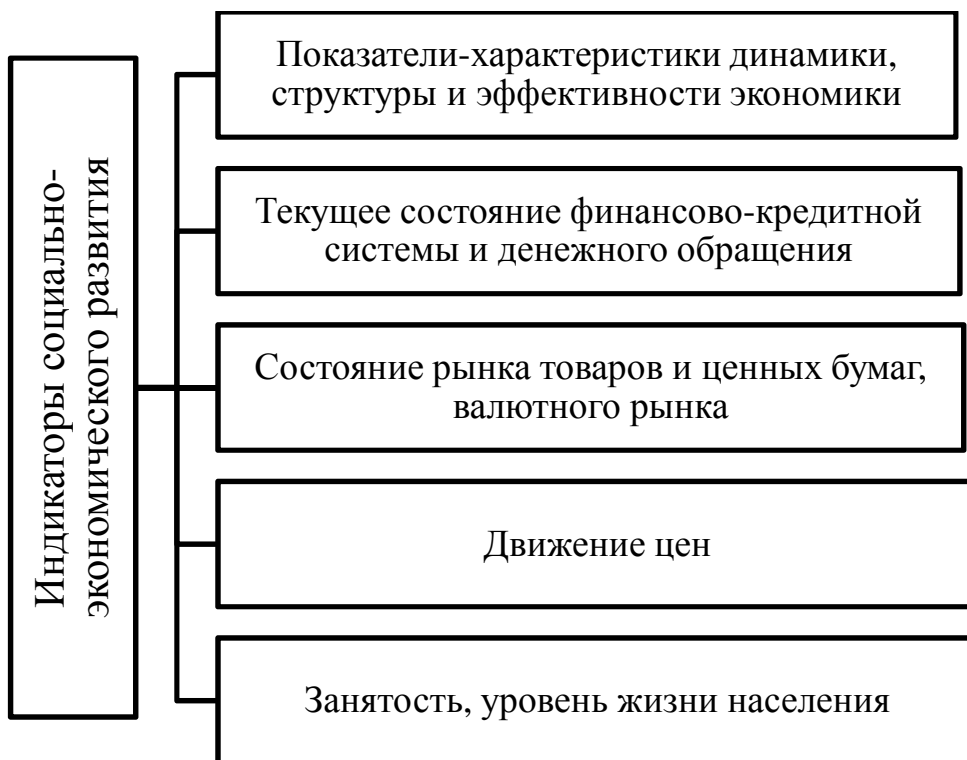 Индикаторы социально-
экономического развития
Показатели-характеристики динамики,
структуры и эффективности экономики
Текущее состояние финансово-кредитной
системы и денежного обращения
Состояние рынка товаров и ценных бумаг,
валютного рынка
Движение цен
Занятость, уровень жизни населения